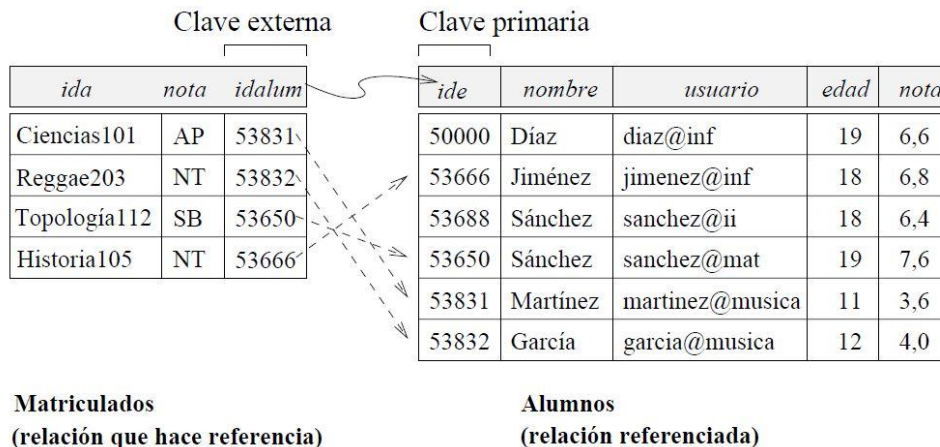 Clave externa
Clave primaria
ida nota idalum
Ciencias101 AP 53831
Reggae203 NT 53832
Topología112 SB 53650
Historia105 NT 53666
ide nombre usuario edad nota
50000 Díaz diaz@inf 19 6,6
53666 Jiménez jimenez@inf 18 6,8
53688 Sánchez sanchez@ii 18 6,4
53650 Sánchez sanchez@mat 19 7,6
53831 Martínez martinez@musica 11 3,6
53832 García garcia@musica 12 4,0
Matriculados
(relación que hace referencia)
Alumnos
(relación referenciada)